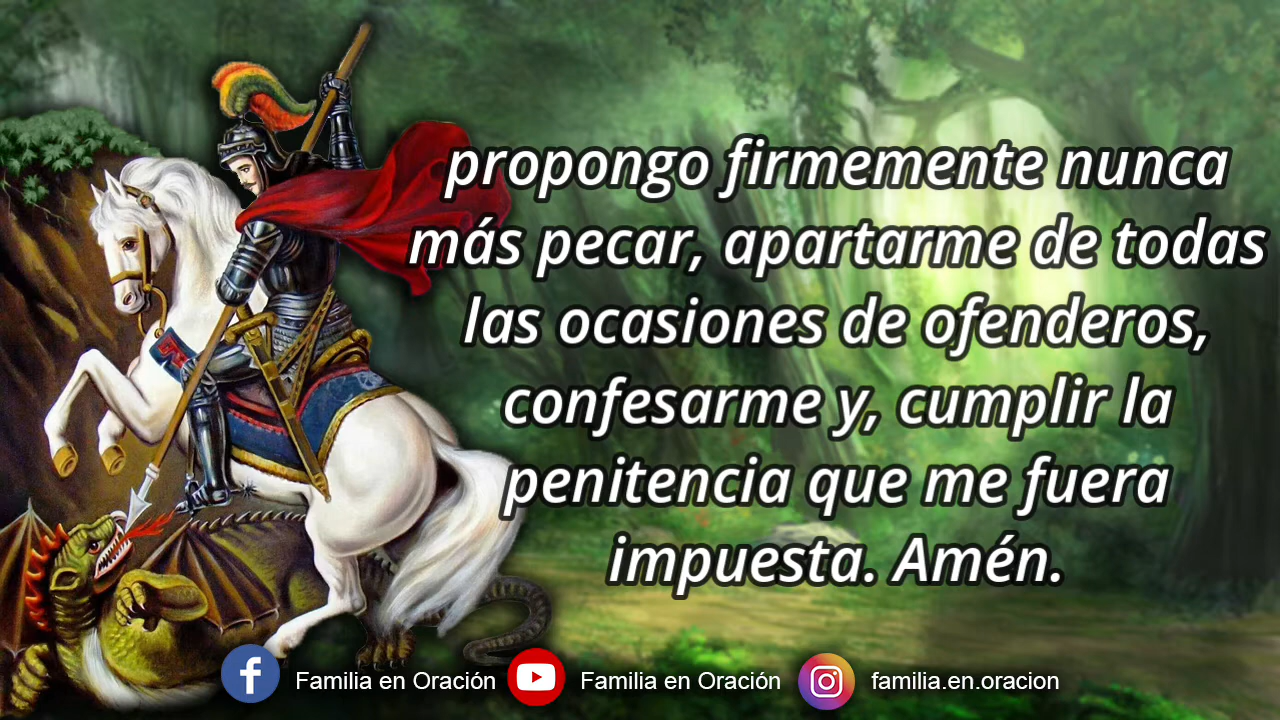 propongo firmemente nunca
más pecar, apartarme de todas
las ocasiones de ofenderos,
confesarme y, cumplir la
penitencia que me fuera
impuesta. Amén.
Familia en Oración
Familia en Oración
familia.en.oracion